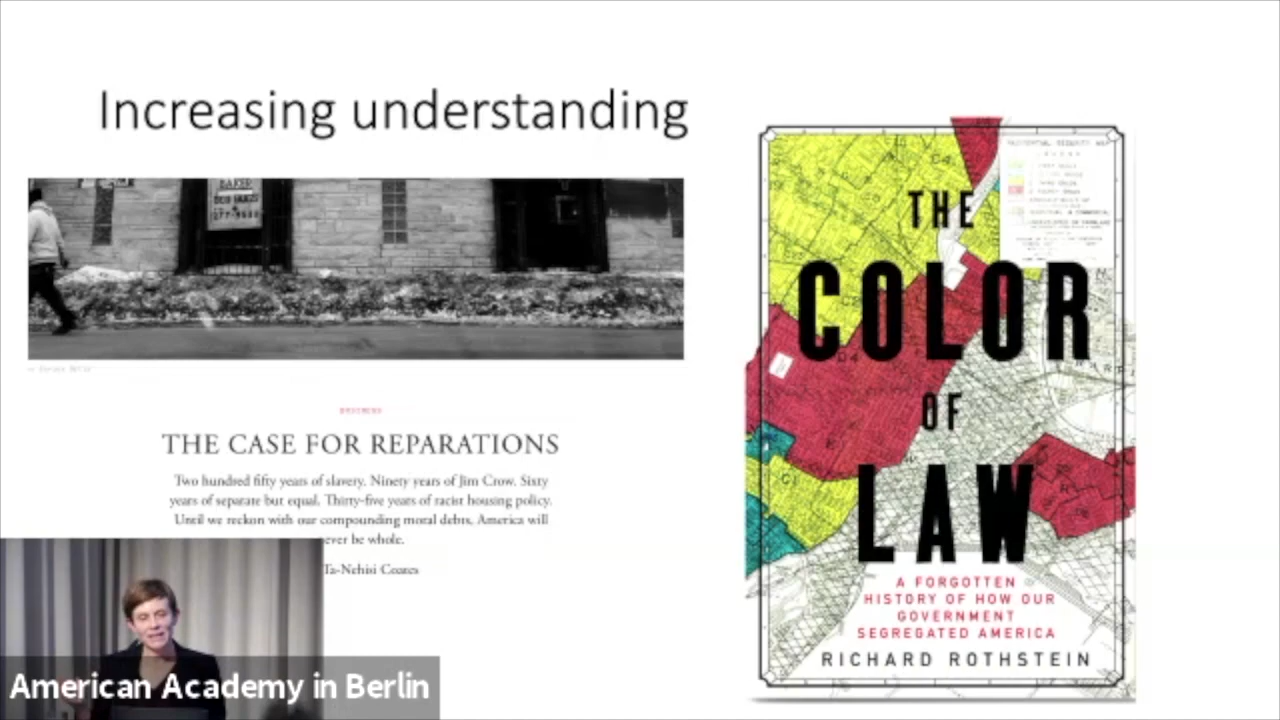 Increasing understanding
THE CASE FOR REPARATIONS
Two hundred fifty years of slavery. Ninety years of Jim Crow. Sixty
years of separate but equal. Thirty-five years of racist housing policy.
Until we reckon with our compounding moral debts, America will
ever be whole.
Ta-Nehisi Coates
THE
COLOR
OF
LAW
A FORGOTTEN
HISTORY OF HOW OUR
GOVERNMENT
SEGREGATED AMERICA
RICHARD ROTHSTEIN
American Academy in Berlin